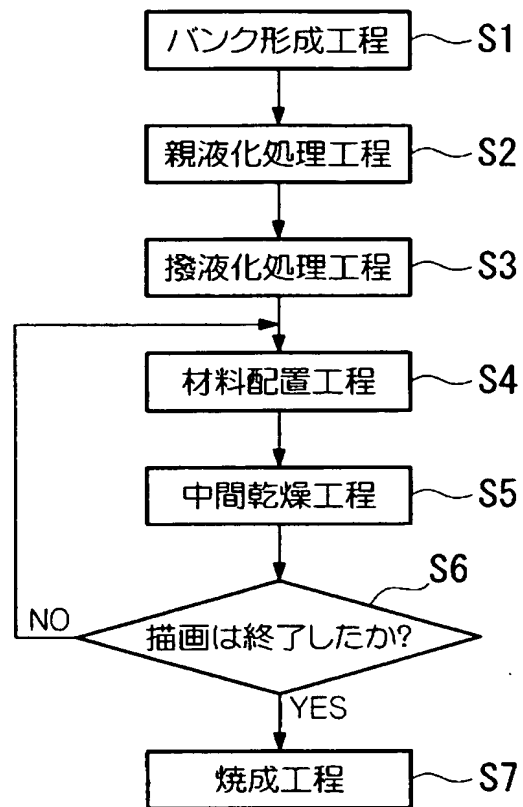 バンク形成工程 S1
親液化処理工程 S2
撥液化処理工程 S3
材料配置工程 S4
中間乾燥工程 S5
S6
描画は終了したか?
NO
YES
焼成工程 S7